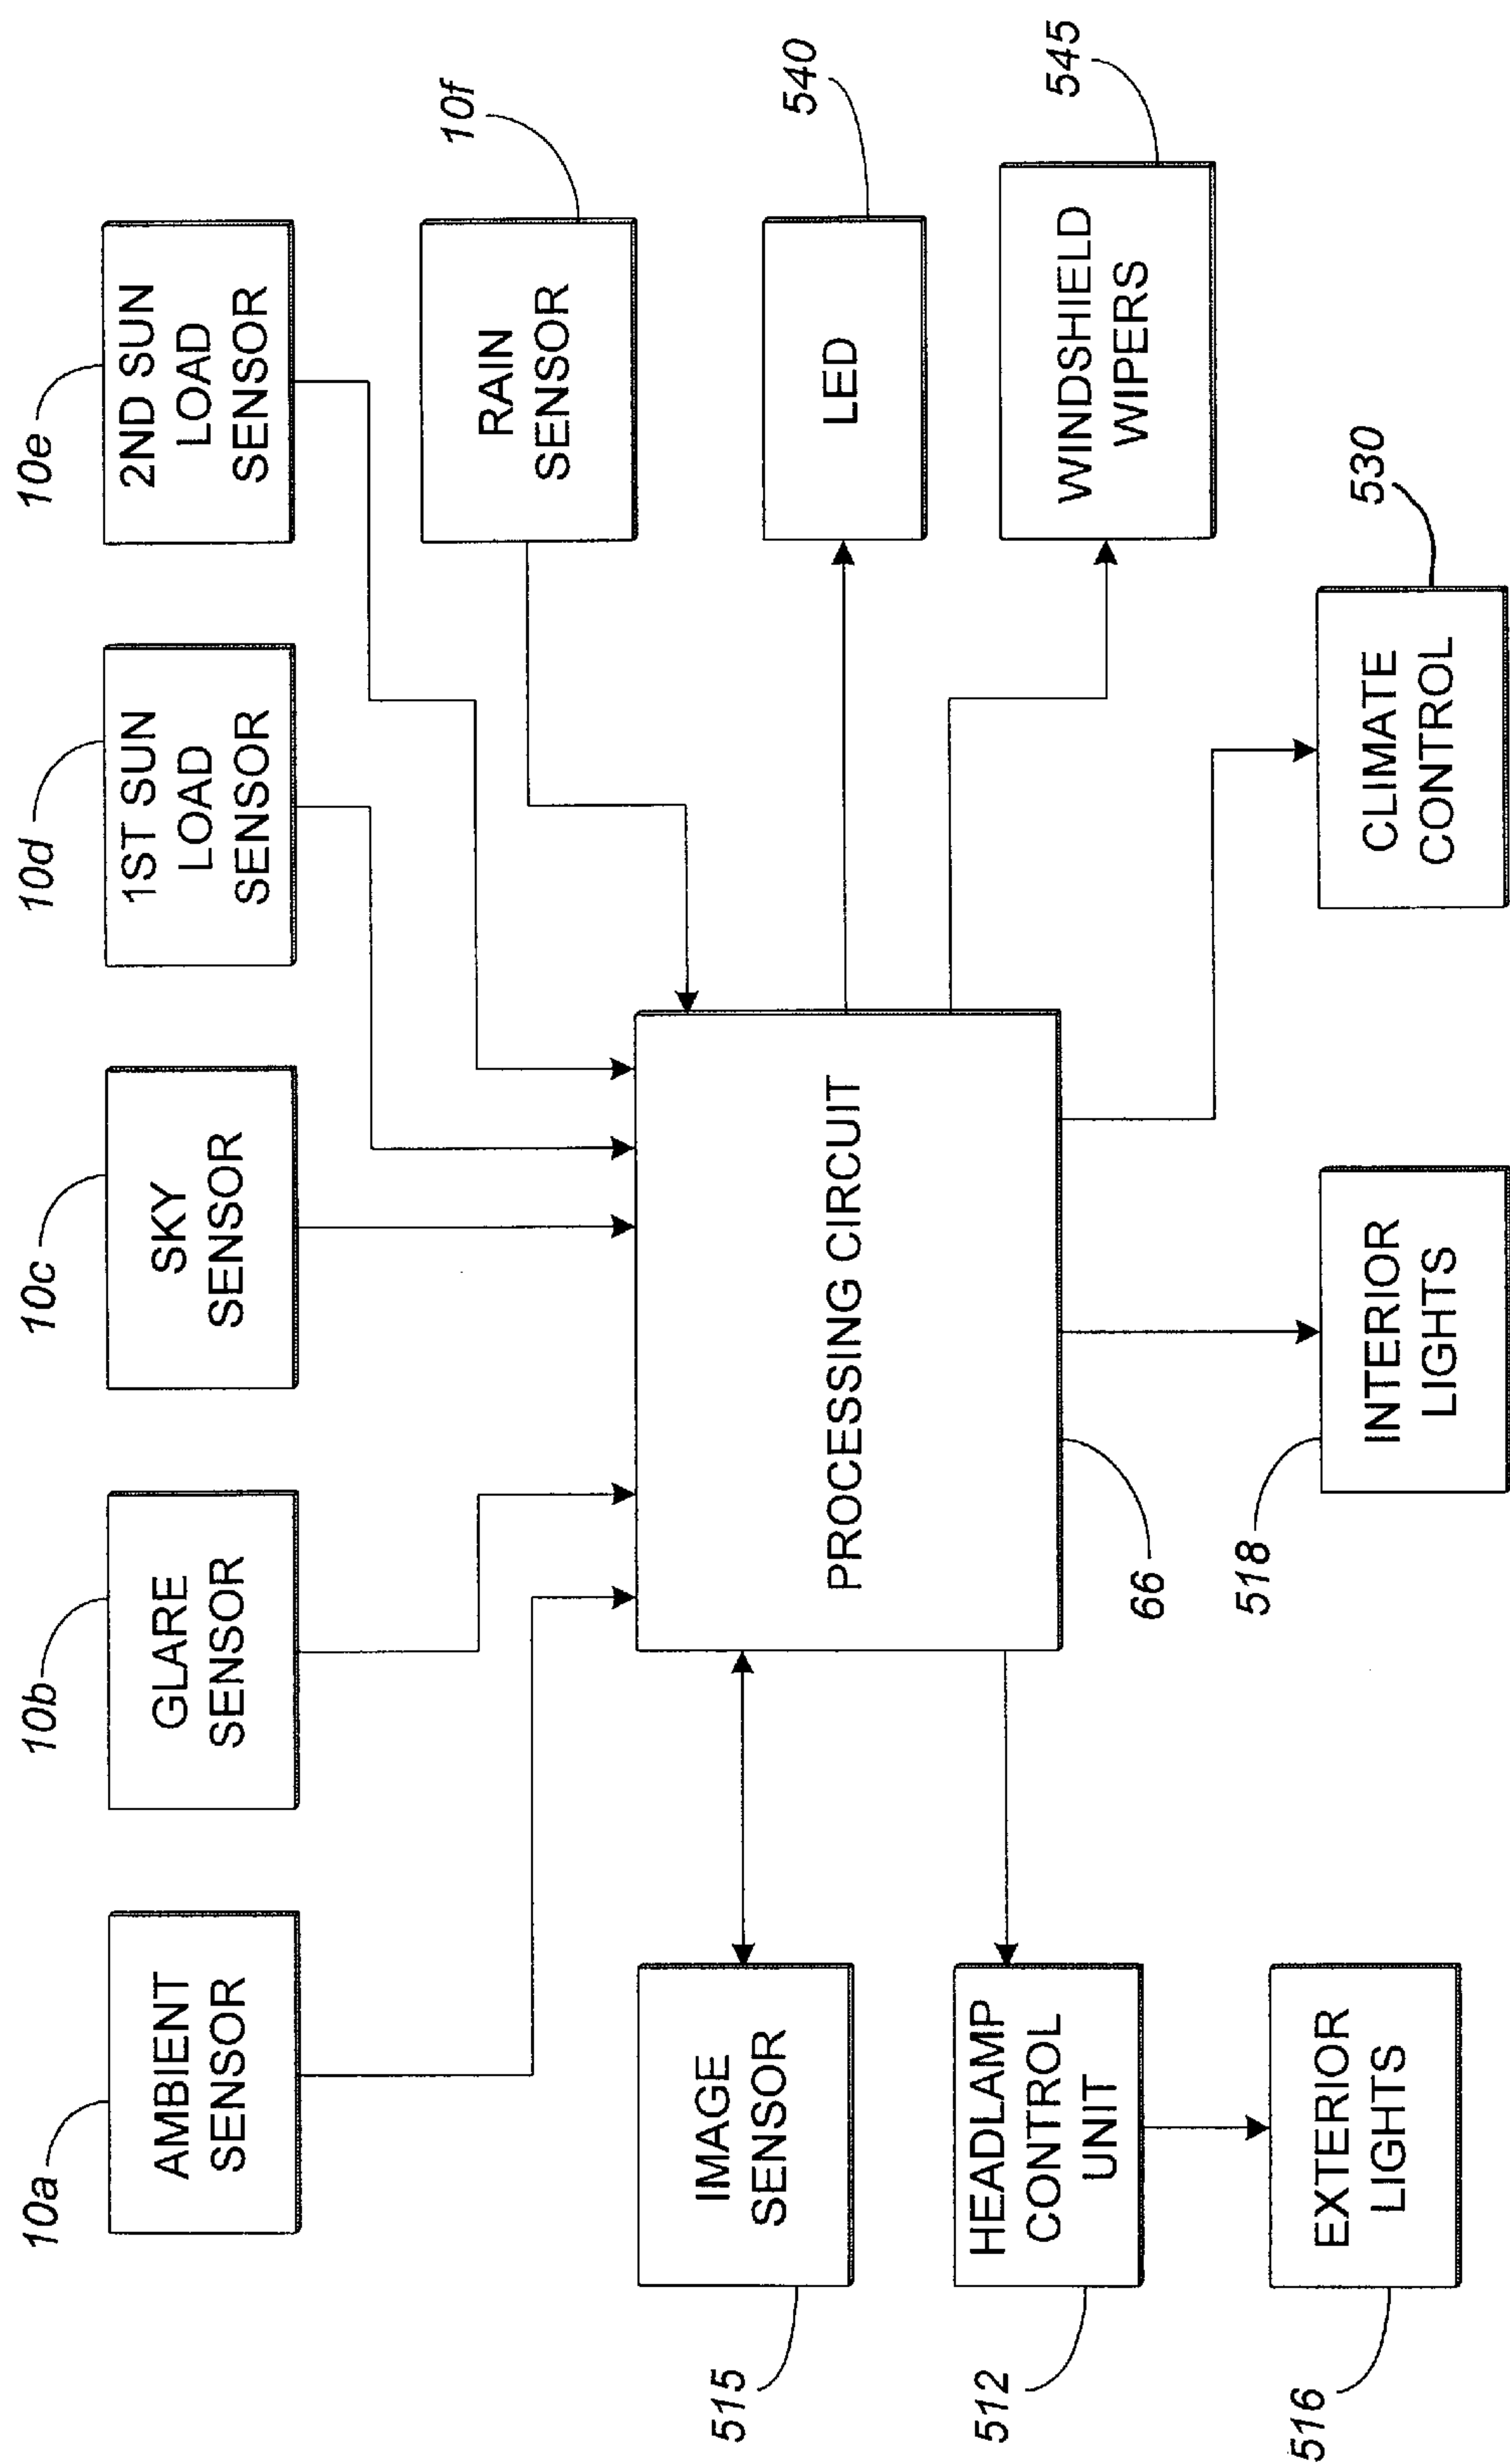 10a
AMBIENT
SENSOR
10b
GLARE
SENSOR
10c
SKY
SENSOR
10d
1ST SUN
LOAD
SENSOR
10e
2ND SUN
LOAD
SENSOR
10f
RAIN
SENSOR
515
IMAGE
SENSOR
PROCESSING CIRCUIT
66
540
LED
512
HEADLAMP
CONTROL
UNIT
545
WINDSHIELD
WIPERS
516
EXTERIOR
LIGHTS
518
INTERIOR
LIGHTS
530
CLIMATE
CONTROL